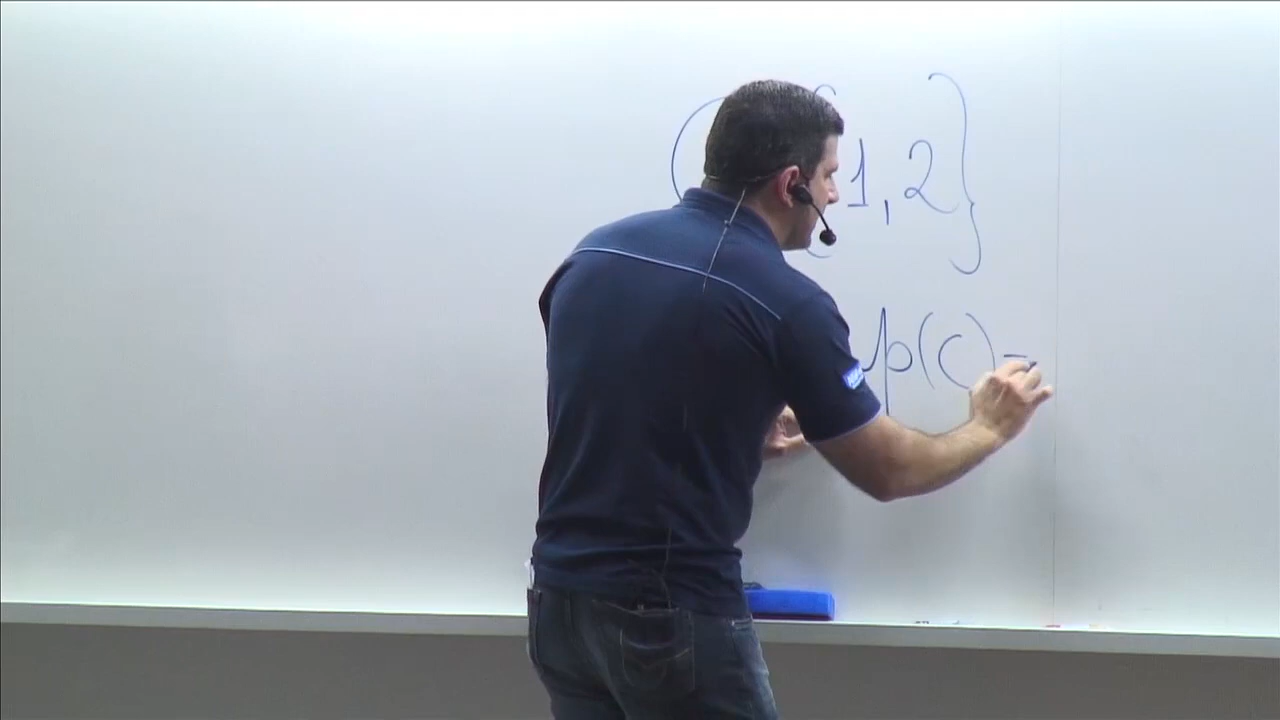 ( { 1, 2 }
p(c) =